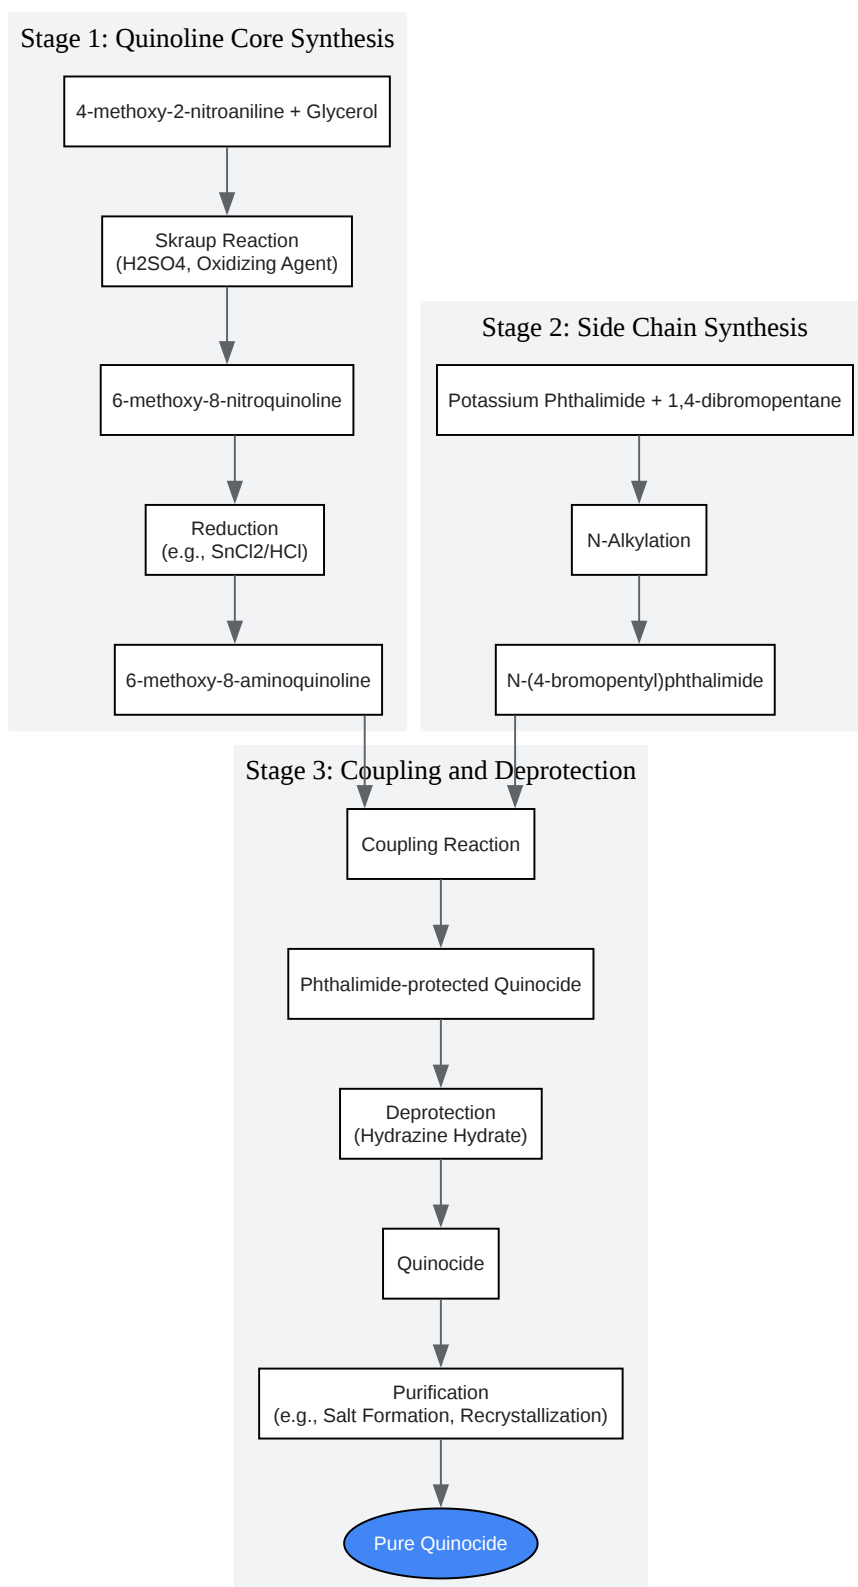 Stage 1: Quinoline Core Synthesis
4-methoxy-2-nitroaniline + Glycerol
Skraup Reaction
(H2SO4, Oxidizing Agent)
6-methoxy-8-nitroquinoline
Reduction
(e.g., SnCl2/HCl)
6-methoxy-8-aminoquinoline
Stage 2: Side Chain Synthesis
Potassium Phthalimide + 1,4-dibromopentane
N-Alkylation
N-(4-bromopentyl)phthalimide
Stage 3: Coupling and Deprotection
Coupling Reaction
Phthalimide-protected Quinocide
Deprotection
(Hydrazine Hydrate)
Quinocide
Purification
(e.g., Salt Formation, Recrystallization)
Pure Quinocide